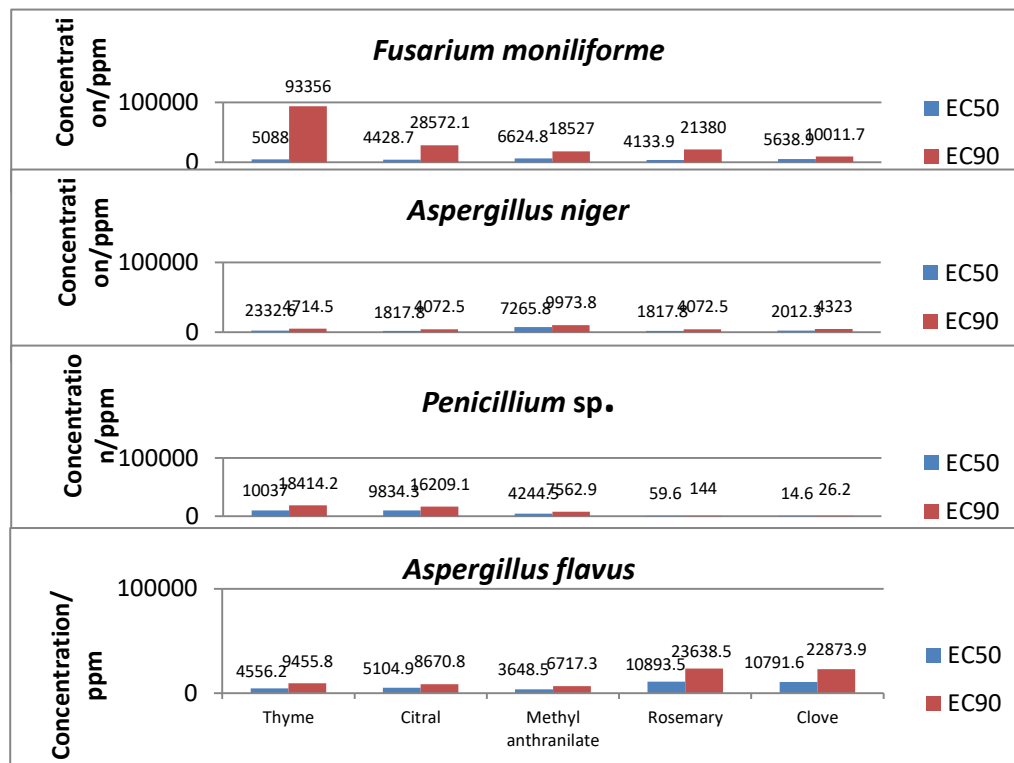 Concentrati
on/ppm
Fusarium moniliforme
100000
0
5088
93356
4428.7
28572.1
6624.8
18527
4133.9
21380
5638.9
10011.7
EC50
EC90
Concentrati
on/ppm
Aspergillus niger
100000
0
2332.6
4714.5
1817.8
4072.5
7265.8
9973.8
1817.8
4072.5
2012.3
4323
EC50
EC90
Concentratio
n/ppm
Penicillium sp.
100000
0
10037
18414.2
9834.3
16209.1
4244.5
7562.9
59.6
144
14.6
26.2
EC50
EC90
Concentration/
ppm
Aspergillus flavus
100000
0
4556.2
9455.8
5104.9
8670.8
3648.5
6717.3
10893.5
23638.5
10791.6
22873.9
EC50
EC90
Thyme
Citral
Methyl
anthranilate
Rosemary
Clove